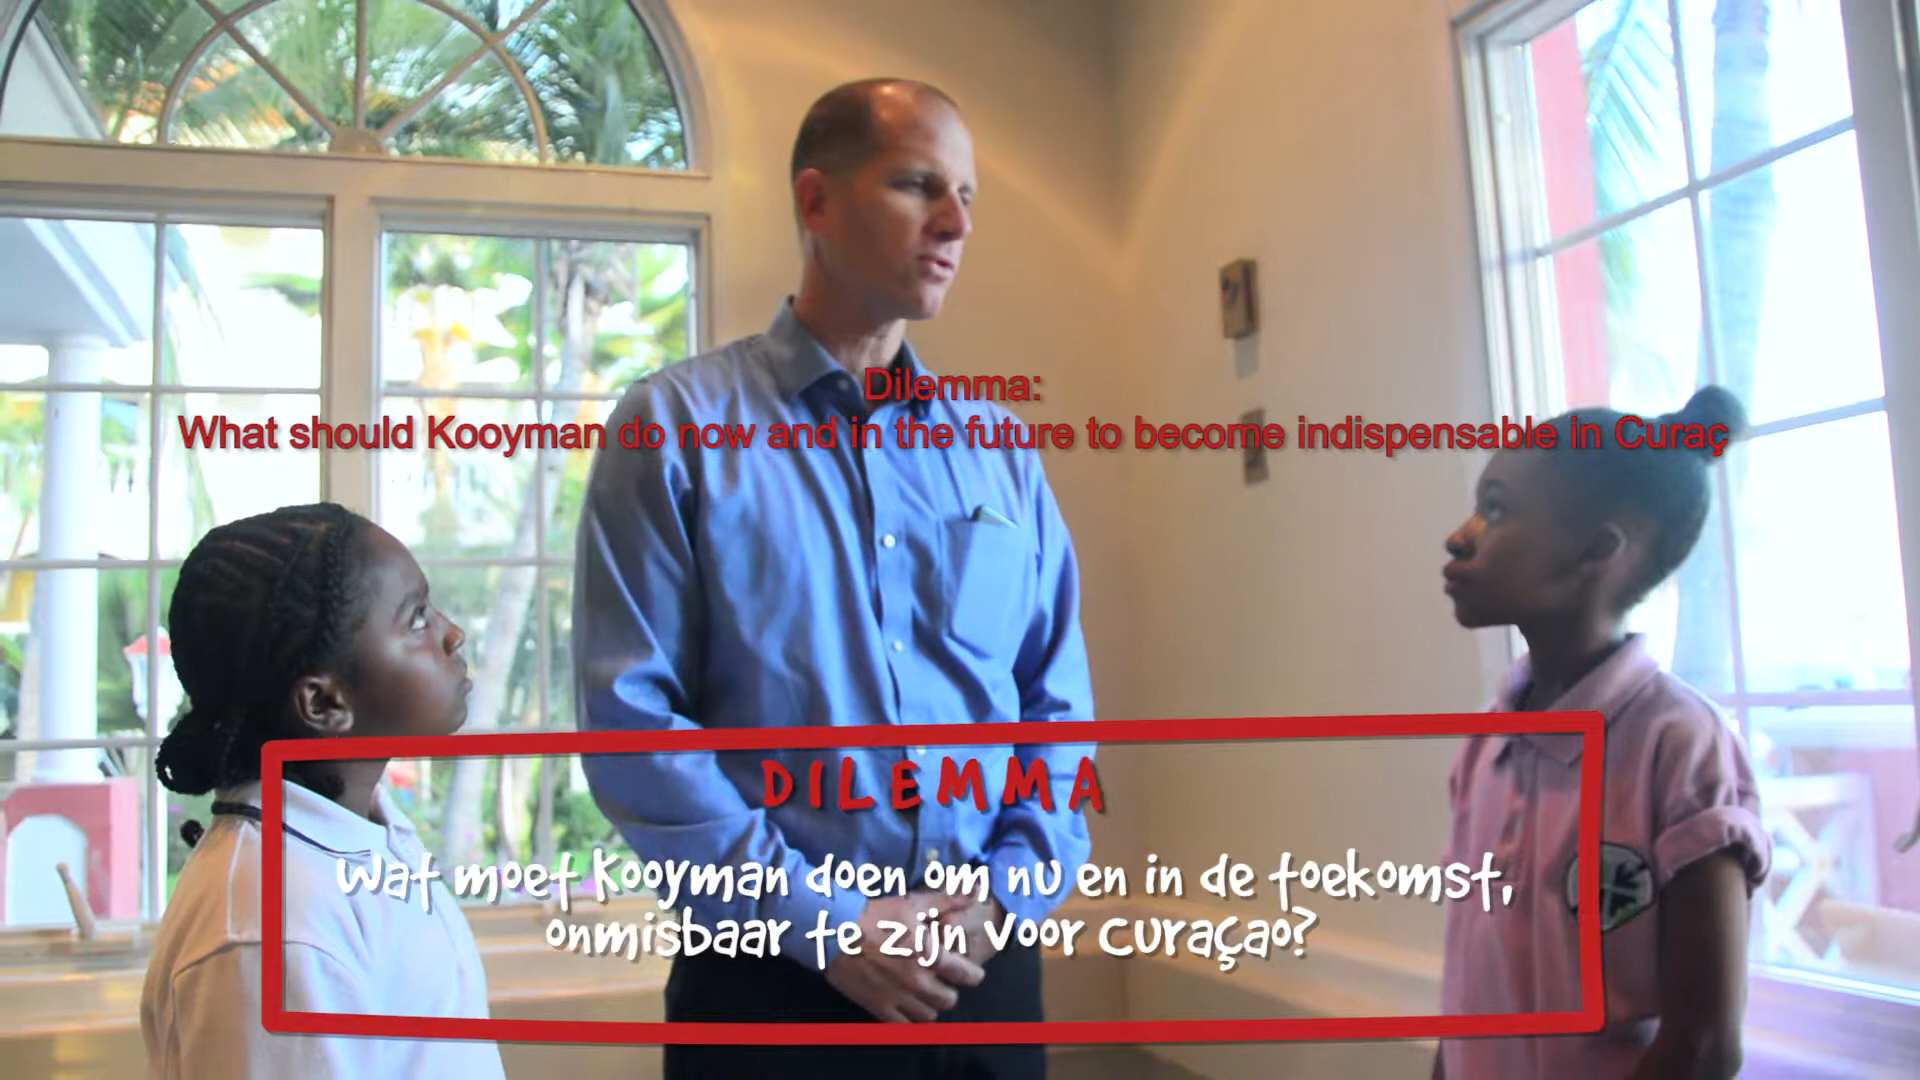 Dilemma:
What should Kooyman do now and in the future to become indispensable in Curaç
DILEMMA
Wat moet Kooyman doen om nu en in de toekomst,
onmisbaar te zijn voor Curaçao?